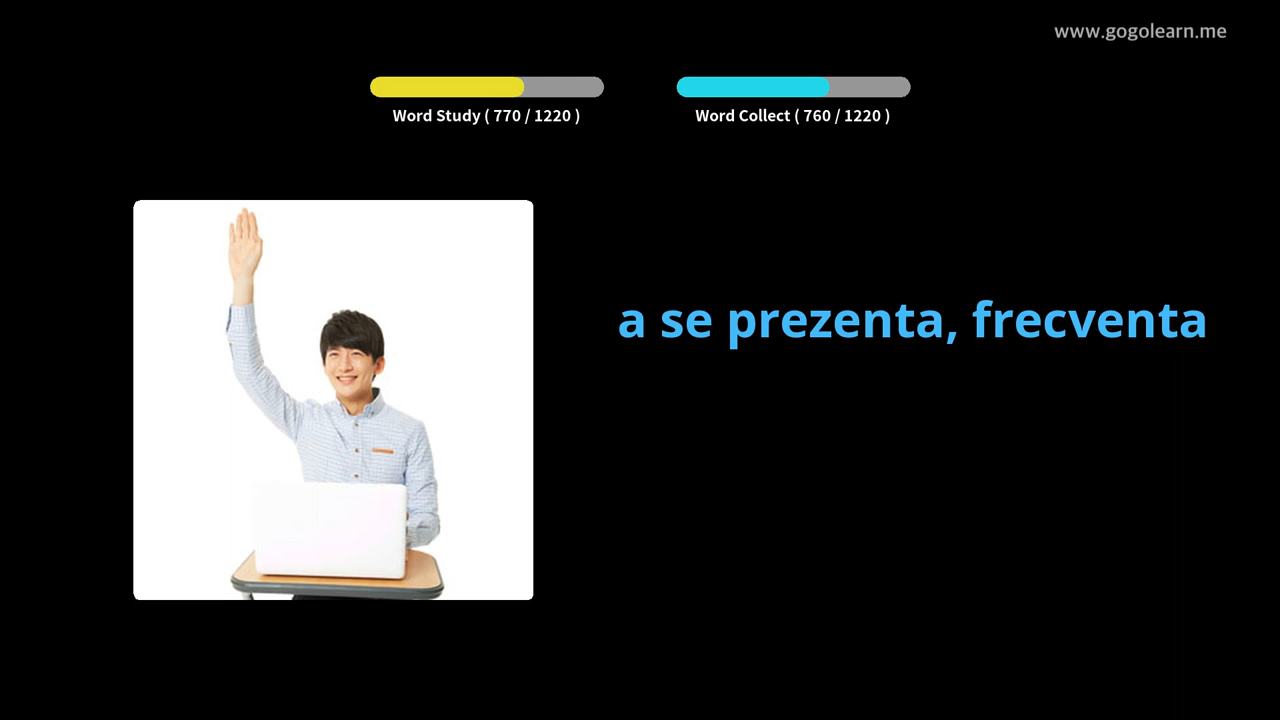 www.gogolearn.me
Word Study ( 770 / 1220 )
Word Collect ( 760 / 1220 )
a se prezenta, frecventa